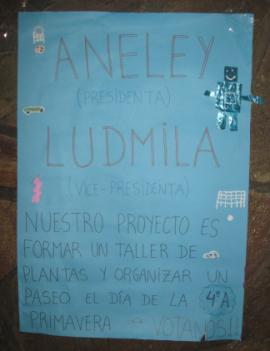 ANELEY
(PRESIDENTA)
LUDMILA
(VICE-PRESIDENTA)
NUESTRO PROYECTO ES
FORMAR UN TALLER DE
PLANTAS Y ORGANIZAR UN
PASEO EL DÍA DE LA
4°A
PRIMAVERA - VOTANOS!!